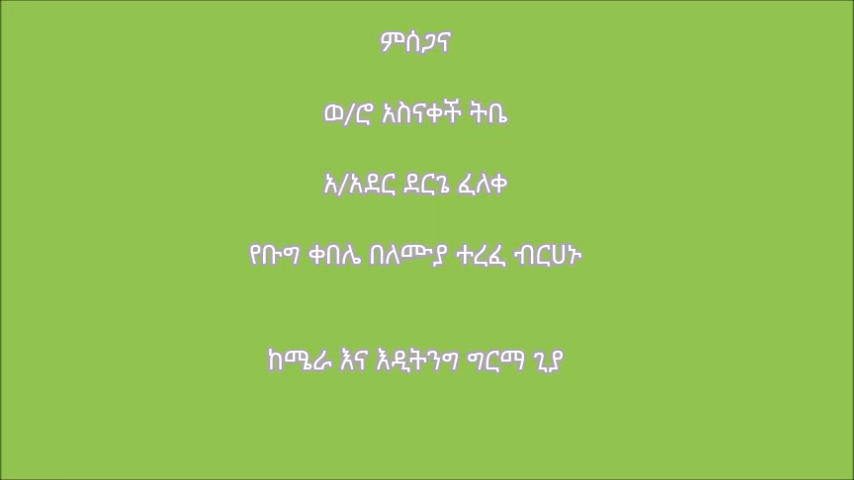 ምሰጋና
ወ/ሮ አስናቀች ትቤ
አ/አደር ደርጌ ፈለቀ
የቡግ ቀበሌ በለሙያ ተረፈ ብርሀኑ
ከሜራ እና እዲትንግ ግርማ ጊያ